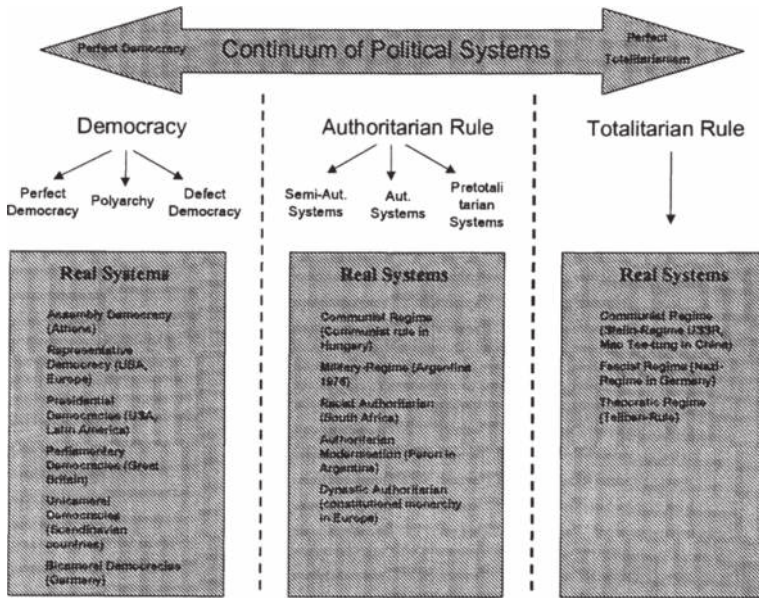 Perfect Democracy
Continuum of Political Systems
Perfect
Totalitarianism
Democracy
Perfect
Democracy
Polyarchy
Defect
Democracy
Real Systems
Assembly Democracy
(Athens)
Representative
Democracy (USA,
Europe)
Presidential
Democracies (USA,
Latin America)
Parliamentary
Democracies (Great
Britain)
Unicameral
Democracies
(Scandinavian
countries)
Bicameral Democracies
(Germany)
Authoritarian Rule
Semi-Aut.
Systems
Aut.
Systems
Pretotali
tarian
Systems
Real Systems
Communist Regime
(Communist rule in
Hungary)
Military-Regime (Argentina
1976)
Racist Authoritarian
(South Africa)
Authoritarian
Modernisation (Peron in
Argentina)
Dynastic Authoritarian
(constitutional monarchy
in Europe)
Totalitarian Rule
Real Systems
Communist Regime
(Stalin-Regime USSR,
Mao Tse-tung in China)
Fascist Regime (Nazi-
Regime in Germany)
Theocratic Regime
(Taliban-Rule)